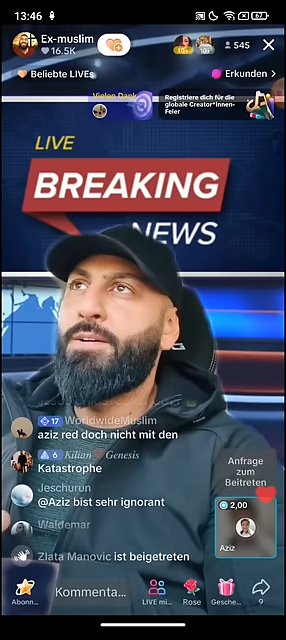 13:46
67
Ex-muslim
16.5K
10+
10x
545
Beliebte LIVEs
Erkunden >
Vielen Dank
Registriere dich für die
globale Creator*innen-
Feier
LIVE
BREAKING
NEWS
17 WorldwideMuslim
aziz red doch nicht mit den
6 Kilian Genesis
Katastrophe
Jeschurun
@Aziz bist sehr ignorant
Waldemar
Zlata Manovic ist beigetreten
Anfrage
zum
Beitreten
2,00
Aziz
Abonn...
Kommenta...
LIVE mi...
Rose
Gesche...
9